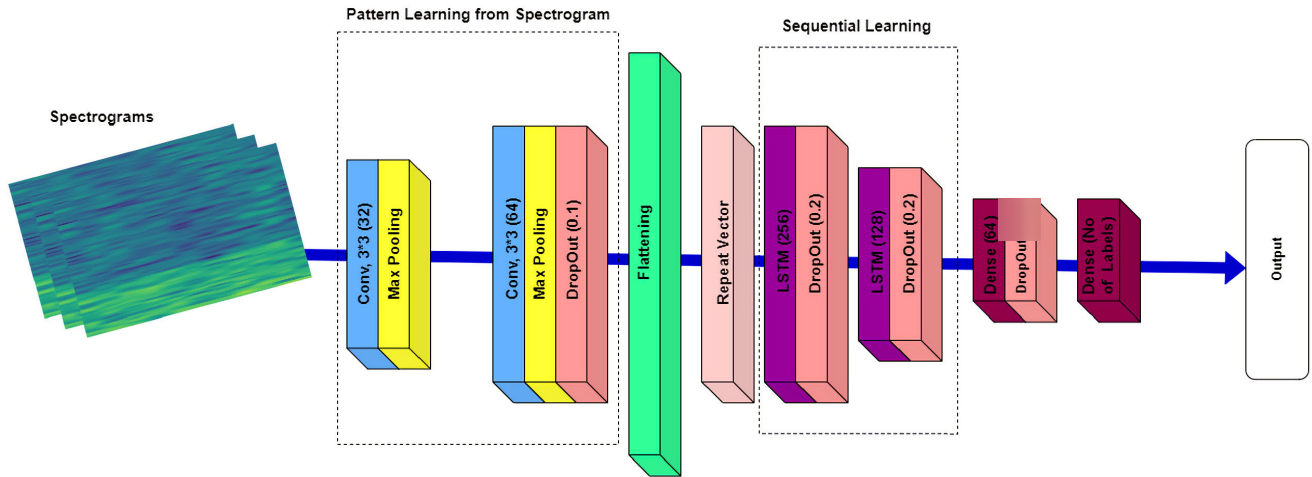 Pattern Learning from Spectrogram
Sequential Learning
Spectrograms
Conv, 3*3 (32)
Max Pooling
Conv, 3*3 (64)
Max Pooling
DropOut (0.1)
Flattening
Repeat Vector
LSTM (256)
DropOut (0.2)
LSTM (128)
DropOut (0.2)
Dense (64)
DropOut
Dense (No
of Labels)
Output